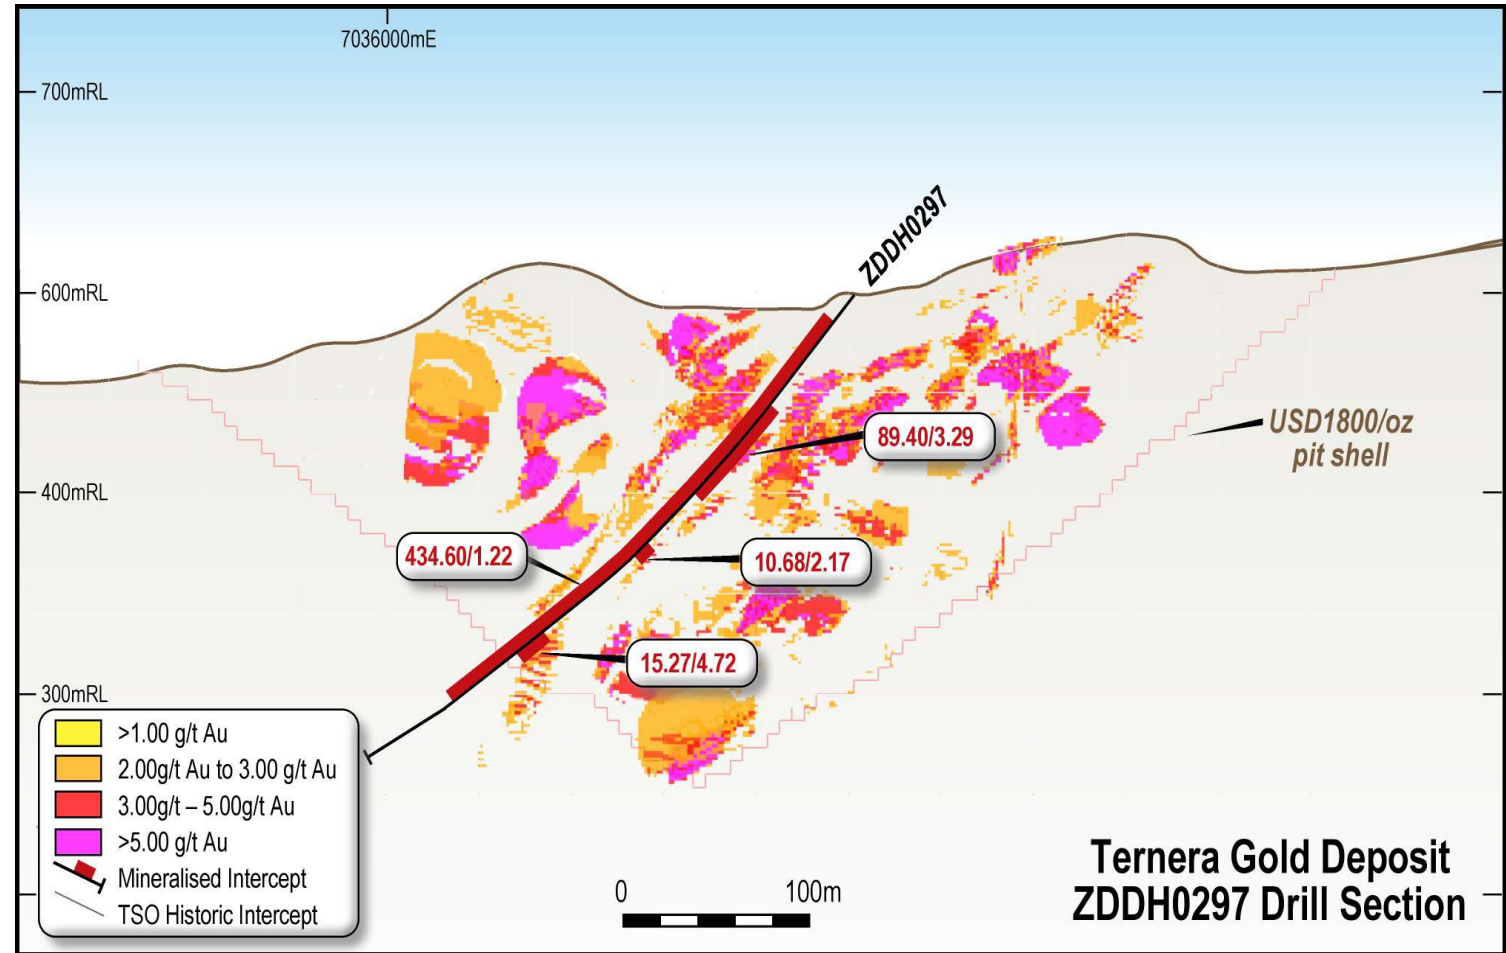 7036000mE
700mRL
ZDDH0297
600mRL
USD1800/oz
pit shell
89.40/3.29
400mRL
434.60/1.22
10.68/2.17
15.27/4.72
300mRL
>1.00 g/t Au
2.00g/t Au to 3.00 g/t Au
3.00g/t – 5.00g/t Au
>5.00 g/t Au
Mineralised Intercept
TSO Historic Intercept
0 100m
Ternera Gold Deposit
ZDDH0297 Drill Section